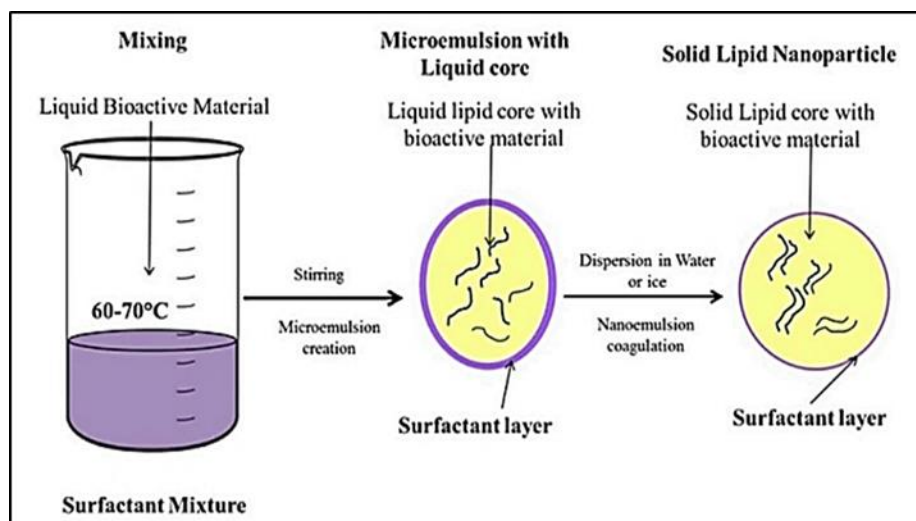 Mixing
Liquid Bioactive Material
60-70°C
Surfactant Mixture
Stirring
Microemulsion
creation
Microemulsion with
Liquid core
Liquid lipid core with
bioactive material
Surfactant layer
Dispersion in Water
or ice
Nanoemulsion
coagulation
Solid Lipid Nanoparticle
Solid Lipid core with
bioactive material
Surfactant layer